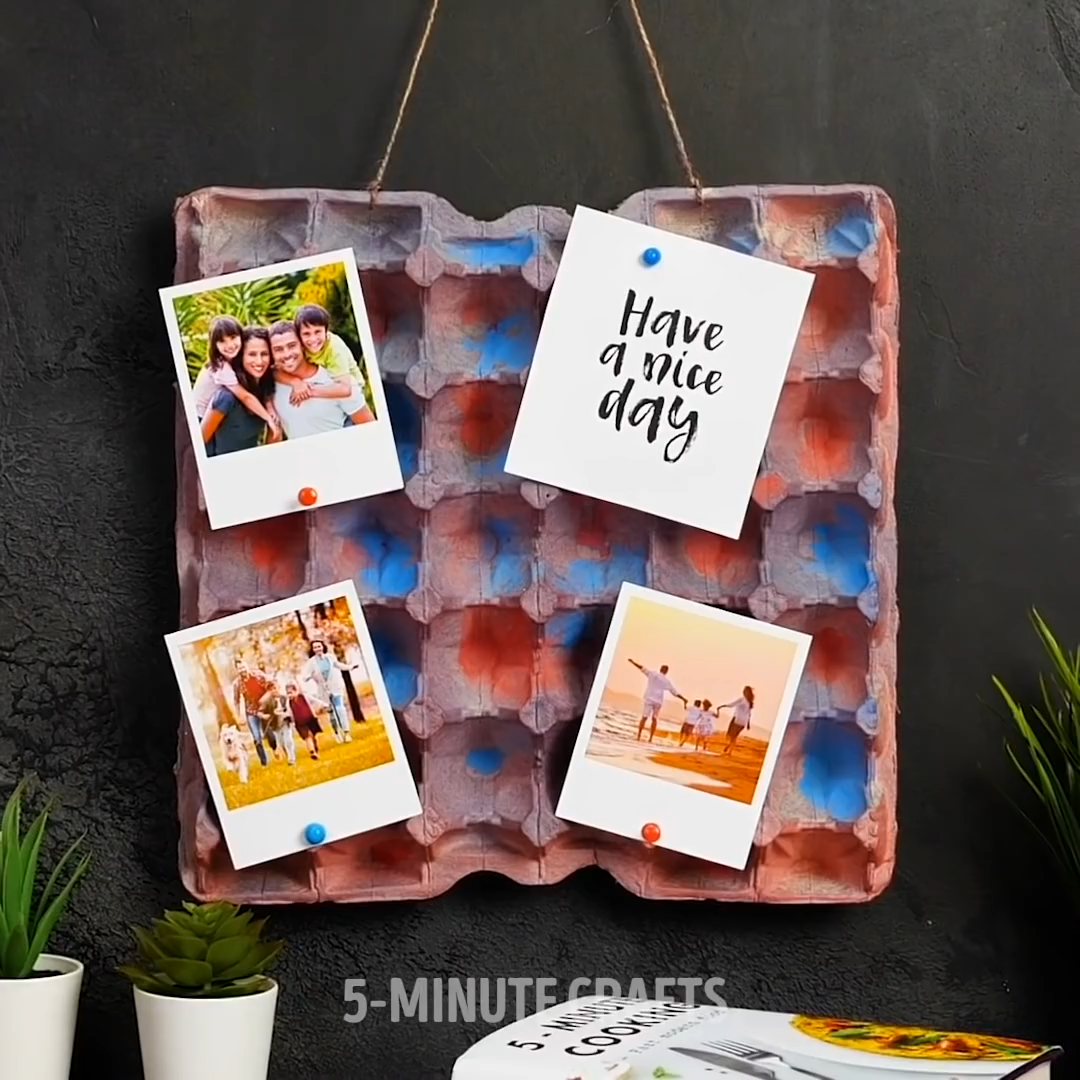 Have
a nice
day
5-MINUTE CRAFTS
5-MINUTE
COOKING